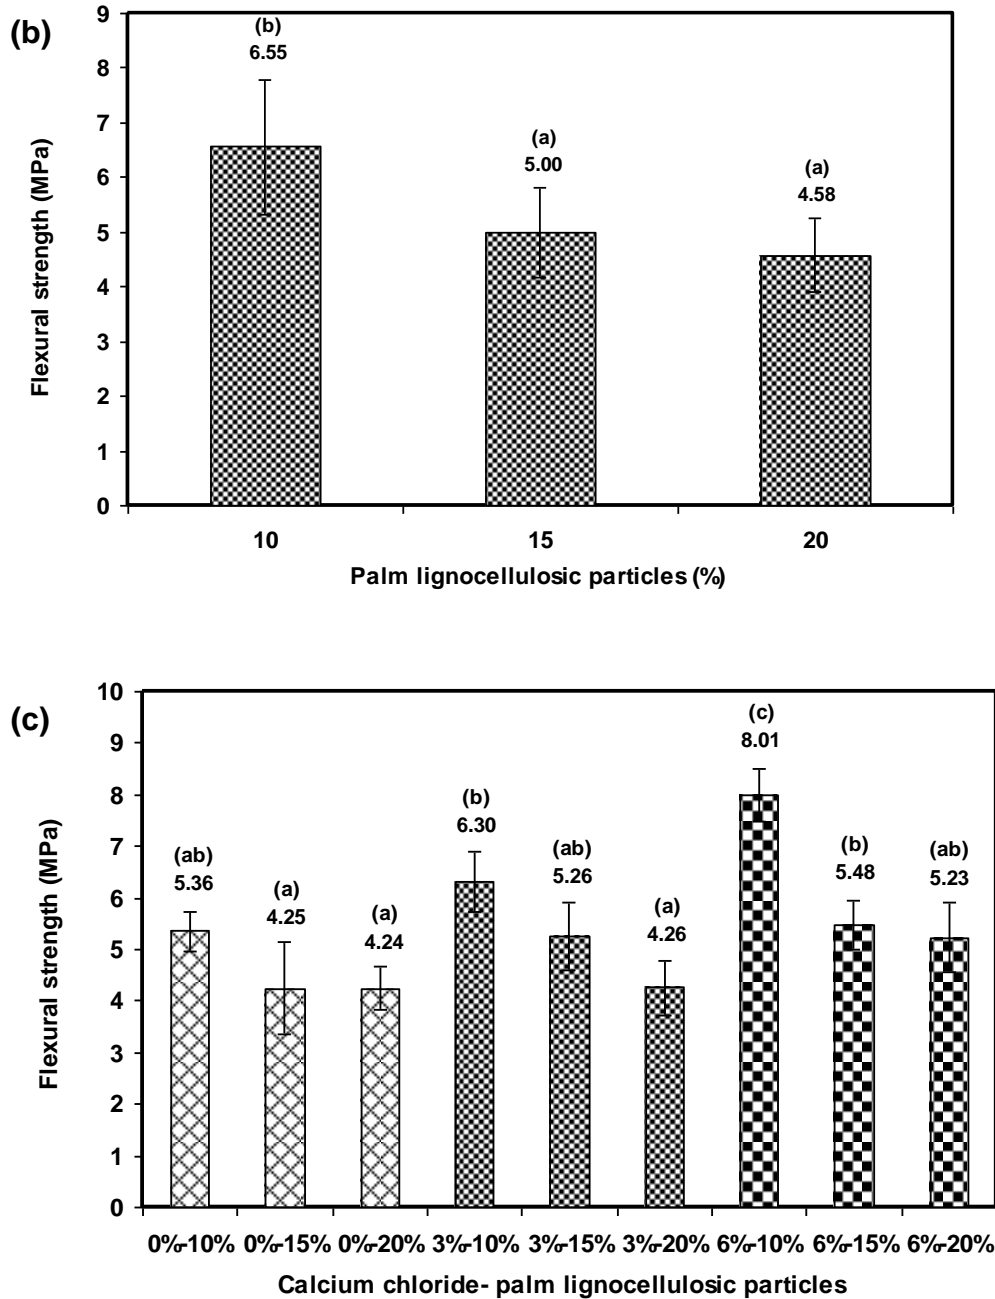 (b)
Flexural strength (MPa)
9
8
7
6
5
4
3
2
1
0
(b)
6.55
(a)
5.00
(a)
4.58
10 15 20
Palm lignocellulosic particles (%)
(c)
Flexural strength (MPa)
10
9
8
7
6
5
4
3
2
1
0
(ab)
5.36
(a)
4.25
(a)
4.24
(b)
6.30
(ab)
5.26
(a)
4.26
(c)
8.01
(b)
5.48
(ab)
5.23
0%-10% 0%-15% 0%-20% 3%-10% 3%-15% 3%-20% 6%-10% 6%-15% 6%-20%
Calcium chloride- palm lignocellulosic particles